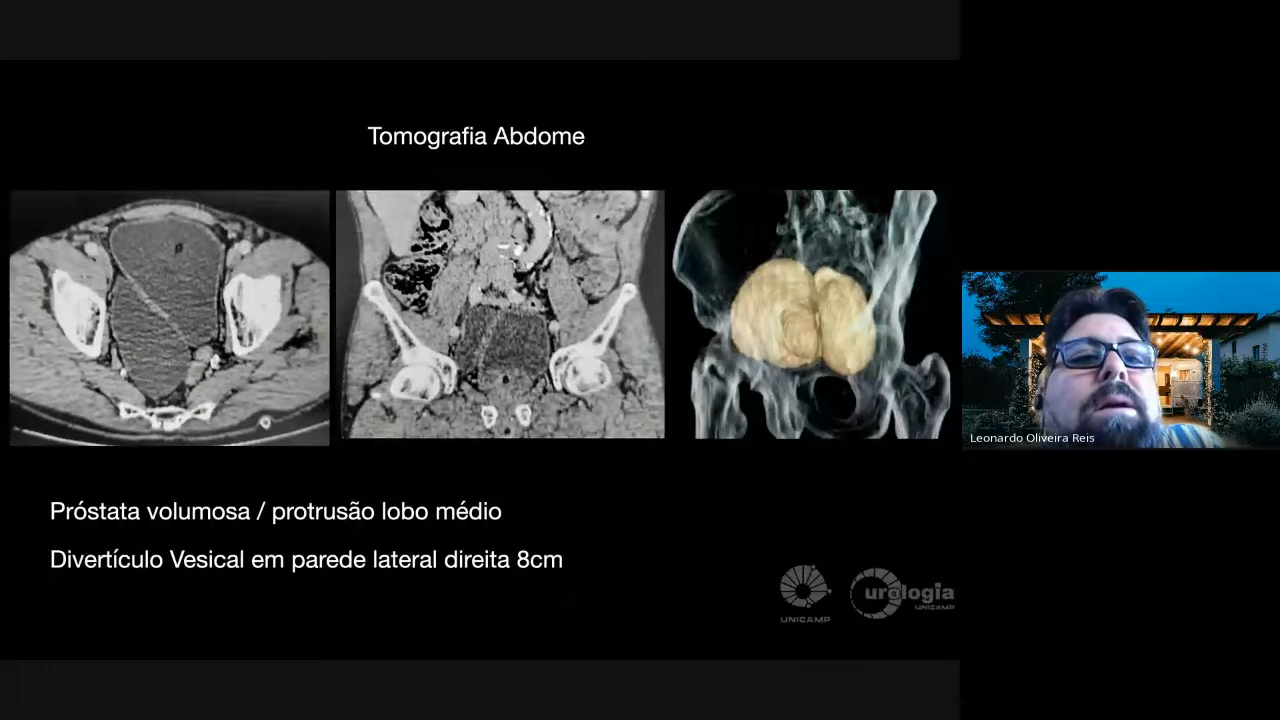 Tomografia Abdome
Leonardo Oliveira Reis
Próstata volumosa / protrusão lobo médio
Divertículo Vesical em parede lateral direita 8cm
UNICAMP
urologia
UNICAMP